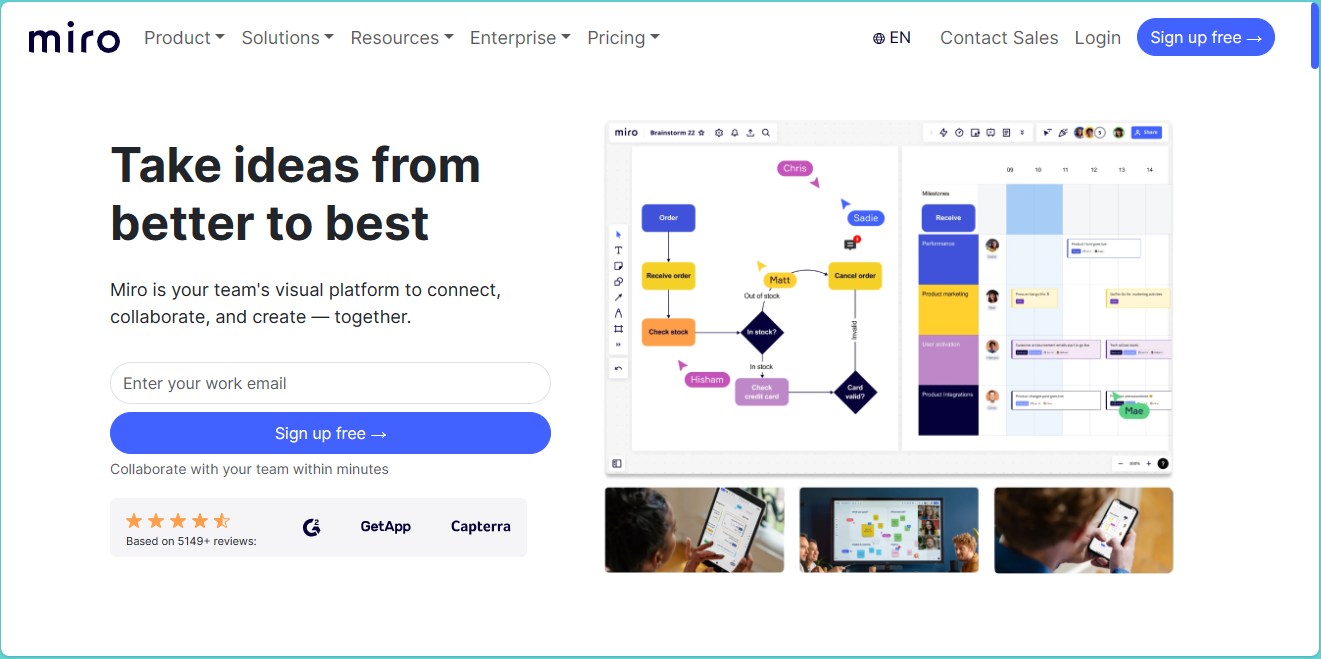 miro
Product
Solutions
Resources
Enterprise
Pricing
EN
Contact Sales
Login
Sign up free →
Take ideas from
better to best
Miro is your team's visual platform to connect,
collaborate, and create — together.
Enter your work email
Sign up free →
Collaborate with your team within minutes
Based on 5149+ reviews:
G2
GetApp
Capterra
miro
Brainstorm 22
Share
Chris
Sadie
Order
Receive order
Matt
Cancel order
Out of stock
Check stock
In stock?
Invalid
In stock
Hisham
Check
credit card
Card
valid?
09
10
11
12
13
14
Milestones
Receive
Performance
Product marketing
User activation
Product Integrations
Mae